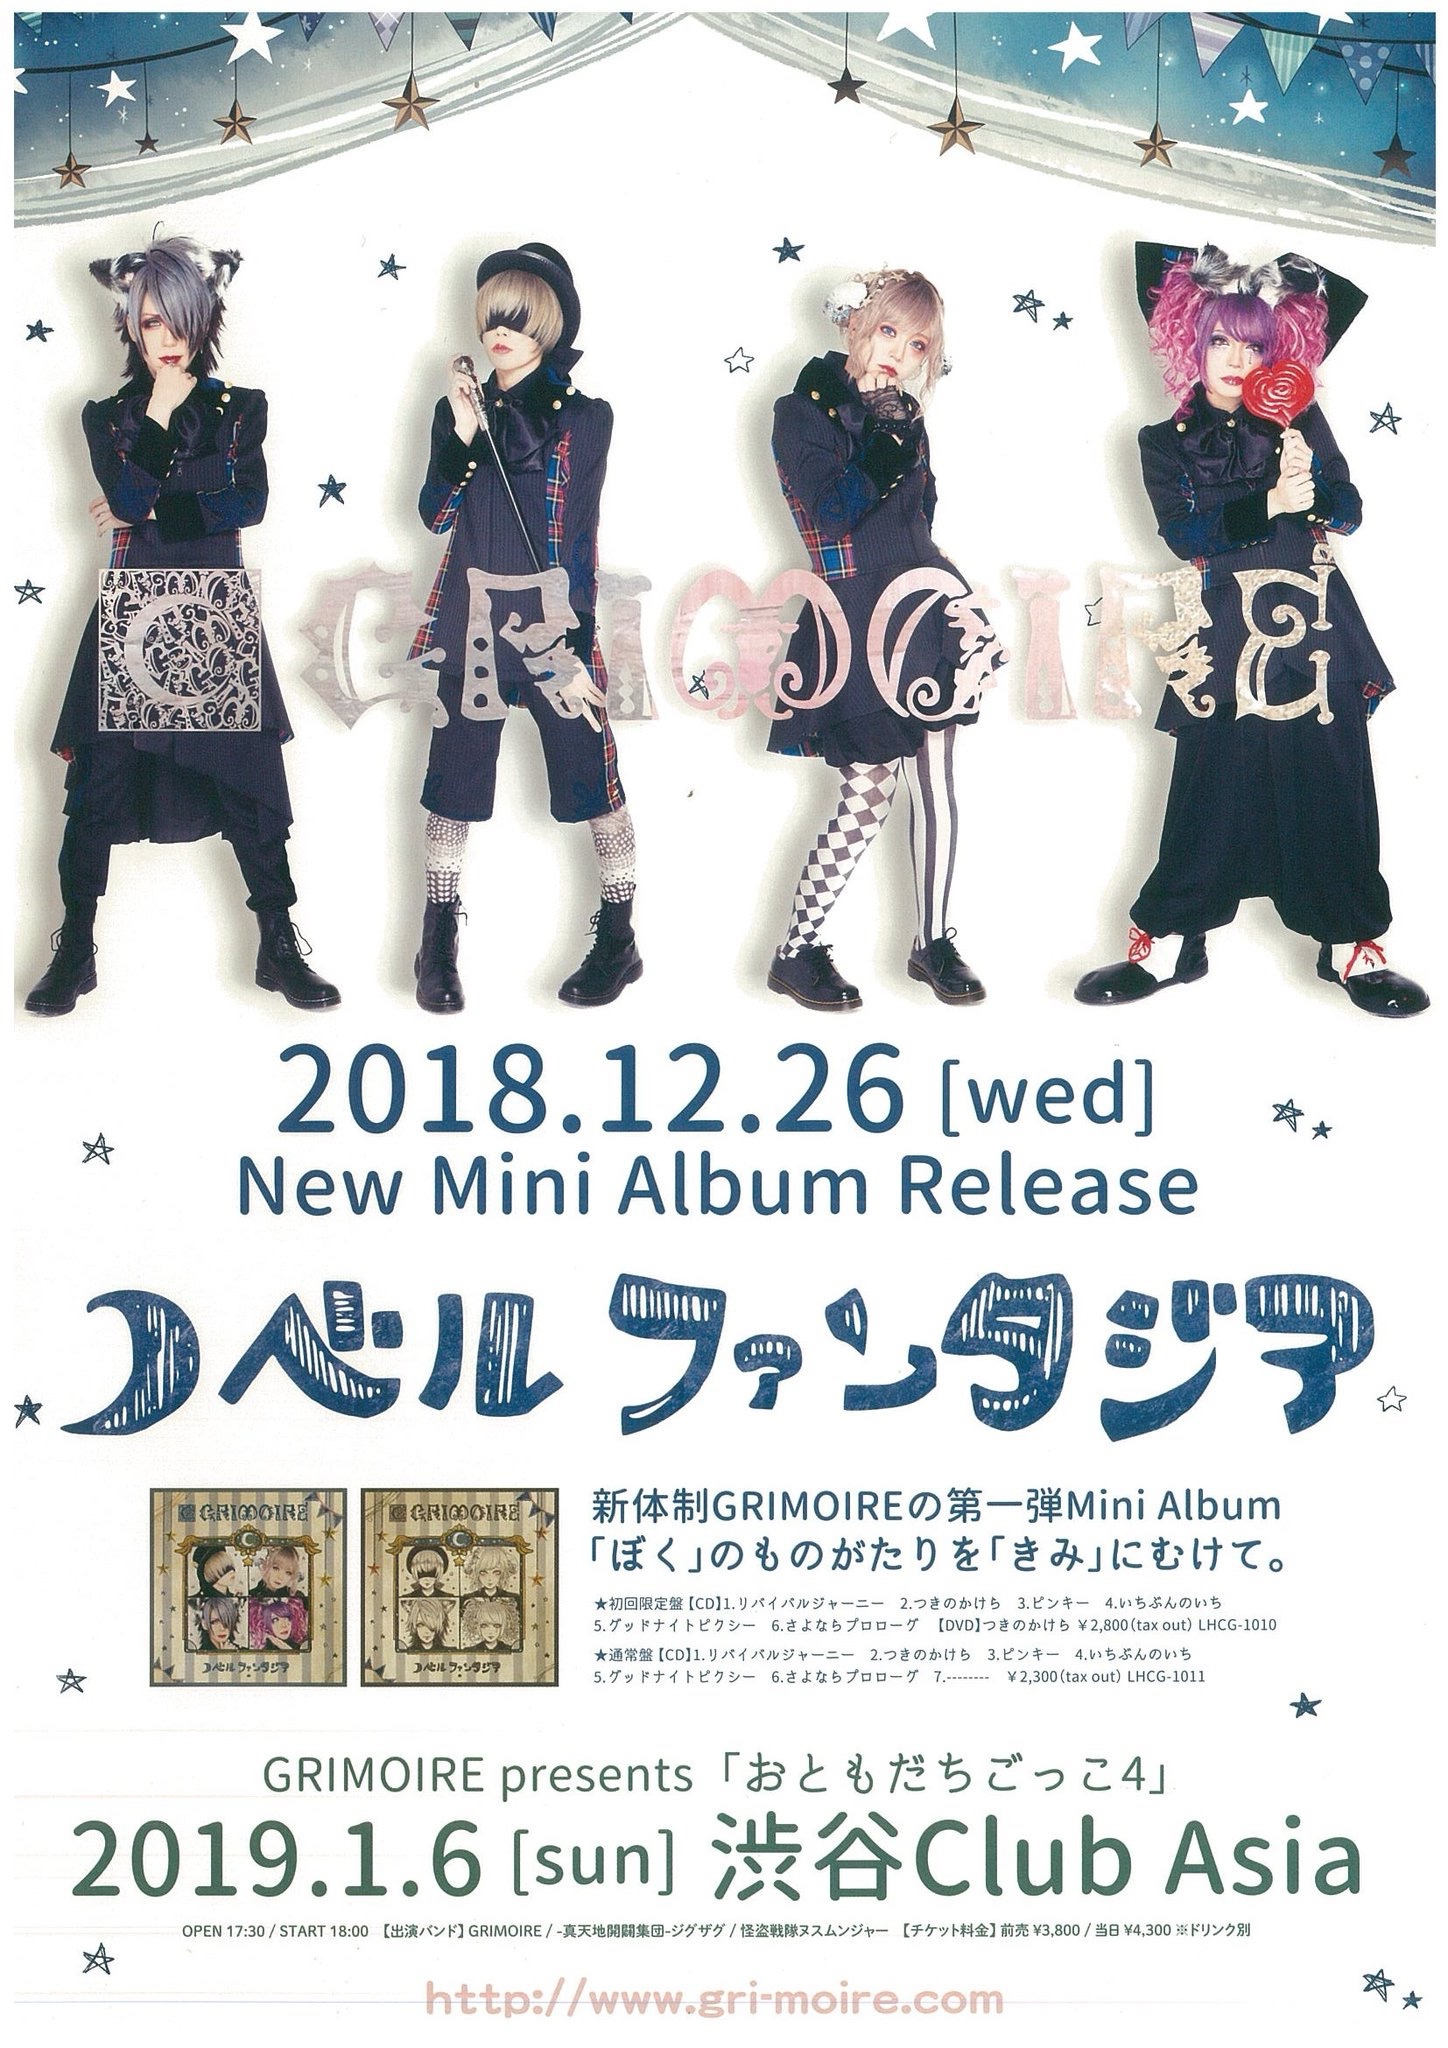 GRIMOIRE
2018.12.26 [wed]
New Mini Album Release
コベル ファンタジア
GRIMOIRE
コベル ファンタジア
GRIMOIRE
コベル ファンタジア
新体制GRIMOIREの第一弾Mini Album
「ぼく」のものがたりを「きみ」にむけて。
★初回限定盤【CD】1.リバイバルジャーニー 2.つきのかけら 3.ピンキー 4.いちぶんのいち
5.グッドナイトピクシー 6.さよならプロローグ 【DVD】つきのかけら ￥2,800(tax out) LHCG-1010
★通常盤【CD】1.リバイバルジャーニー 2.つきのかけら 3.ピンキー 4.いちぶんのいち
5.グッドナイトピクシー 6.さよならプロローグ 7.-------- ￥2,300(tax out) LHCG-1011
GRIMOIRE presents「おともだちごっこ4」
2019.1.6 [sun] 渋谷Club Asia
OPEN 17:30 / START 18:00 【出演バンド】GRIMOIRE / -真天地開闢集団-ジグザグ / 怪盗戦隊ヌスムンジャー 【チケット料金】前売 ¥3,800 / 当日 ¥4,300 ※ドリンク別
http://www.gri-moire.com